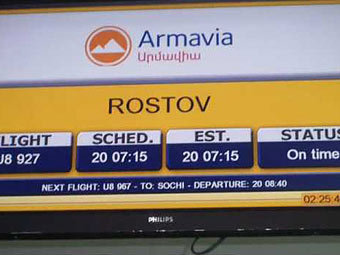 Armavia
Արմավիա
ROSTOV
LIGHT SCHED. EST. STATUS
U8 927 20 07:15 20 07:15 On time
NEXT FLIGHT: U8 967 - TO: SOCHI - DEPARTURE: 20 08:40
02:25:4
PHILIPS